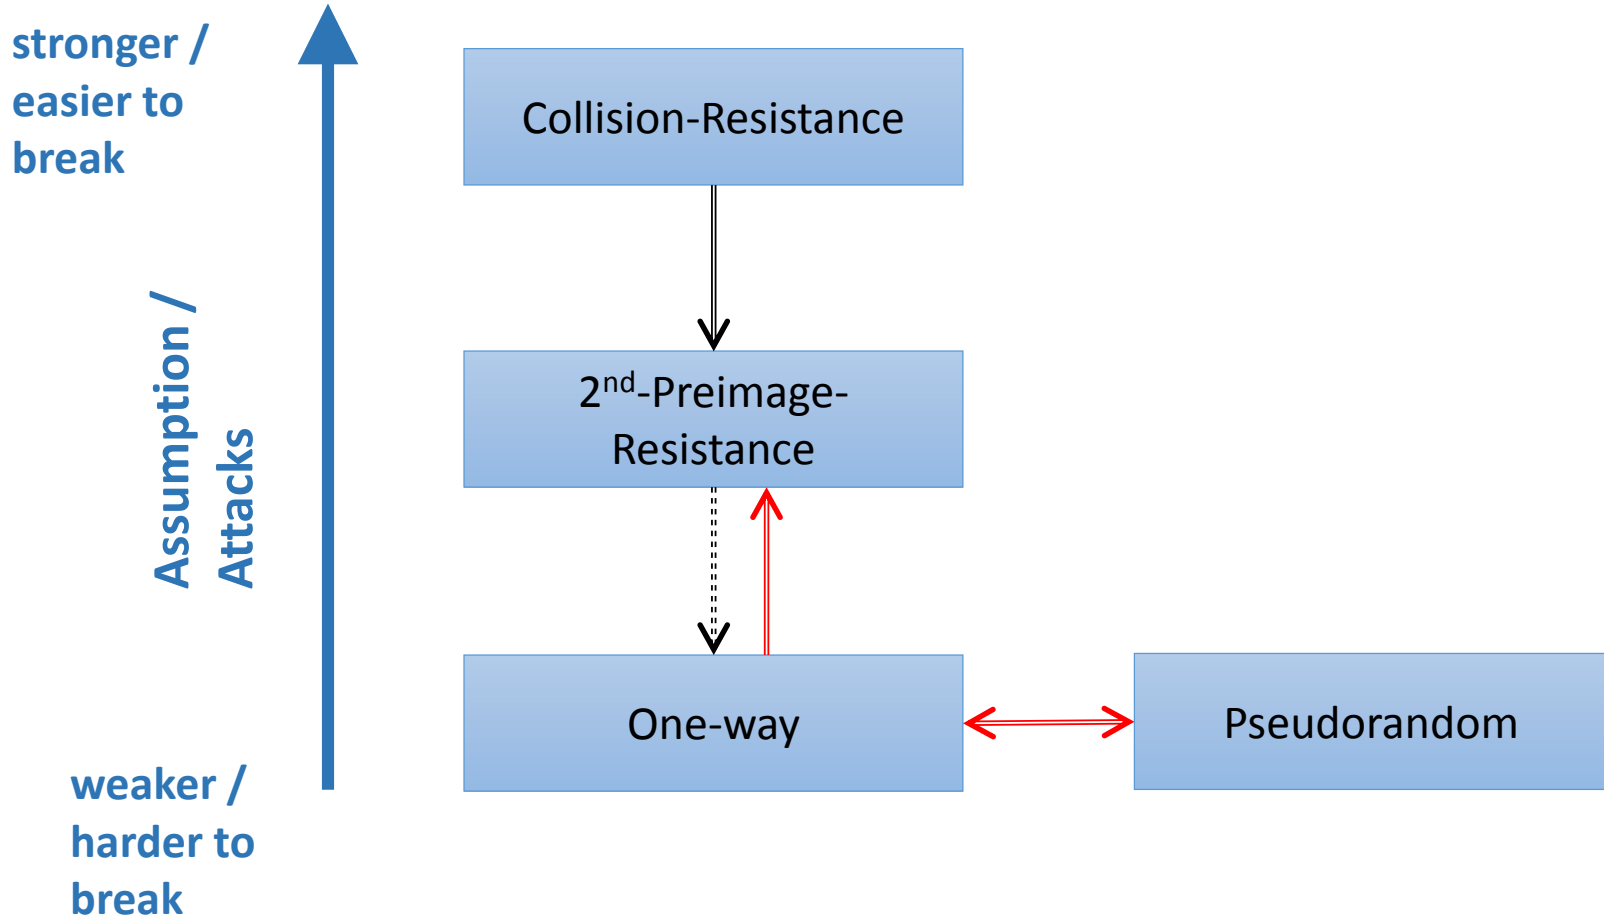 stronger /
easier to
break
Collision-Resistance
Assumption /
Attacks
2nd-Preimage-
Resistance
One-way
Pseudorandom
weaker /
harder to
break